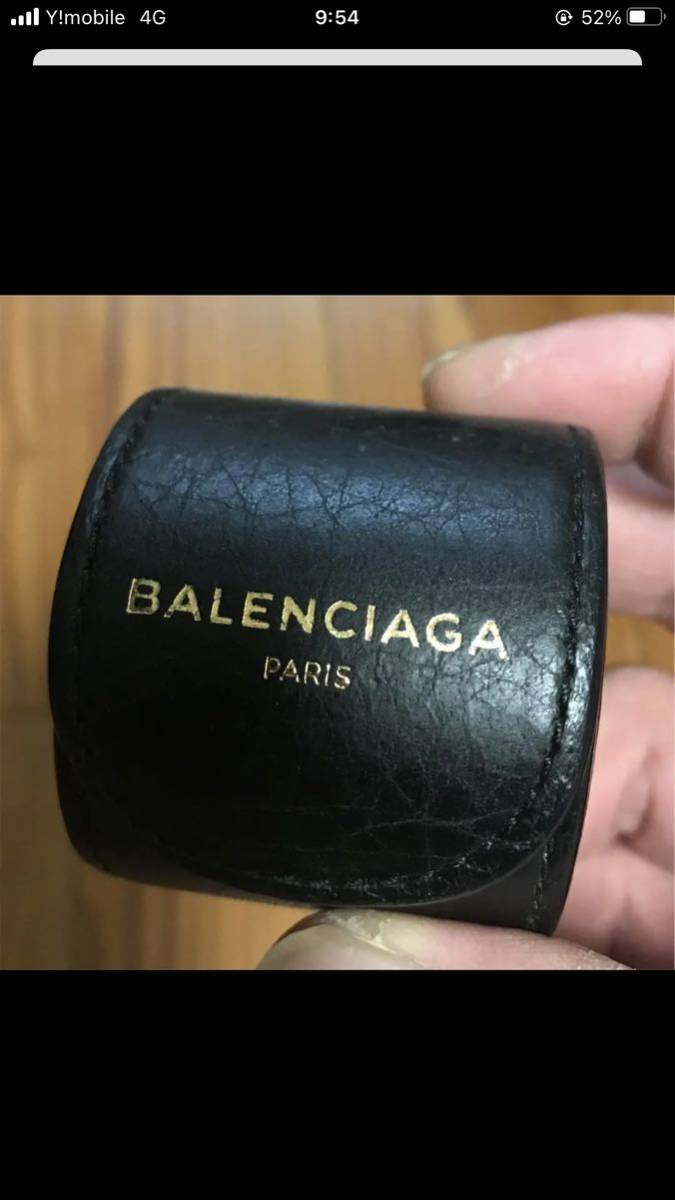 Y!mobile 4G 9:54 52%
BALENCIAGA
PARIS